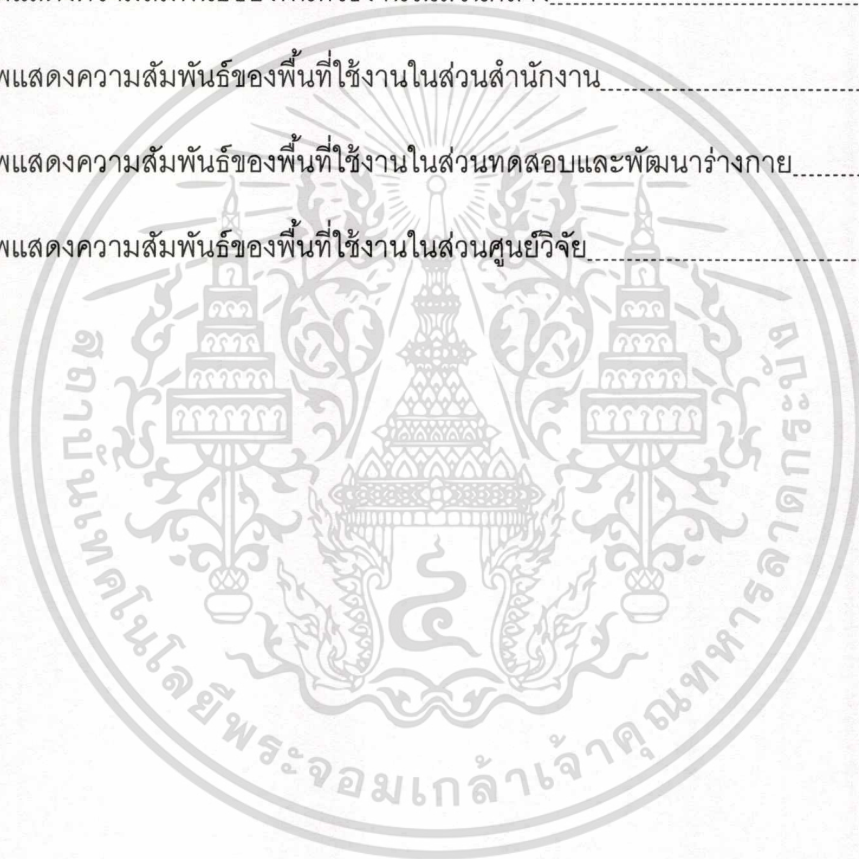 พแสดงความสัมพันธ์ของพื้นที่ใช้งานในส่วนสำนักงาน
พแสดงความสัมพันธ์ของพื้นที่ใช้งานในส่วนทดสอบและพัฒนาร่างกาย
พแสดงความสัมพันธ์ของพื้นที่ใช้งานในส่วนศูนย์วิจัย
สถาบันเทคโนโลยีพระจอมเกล้าเจ้าคุณทหารลาดกระบัง